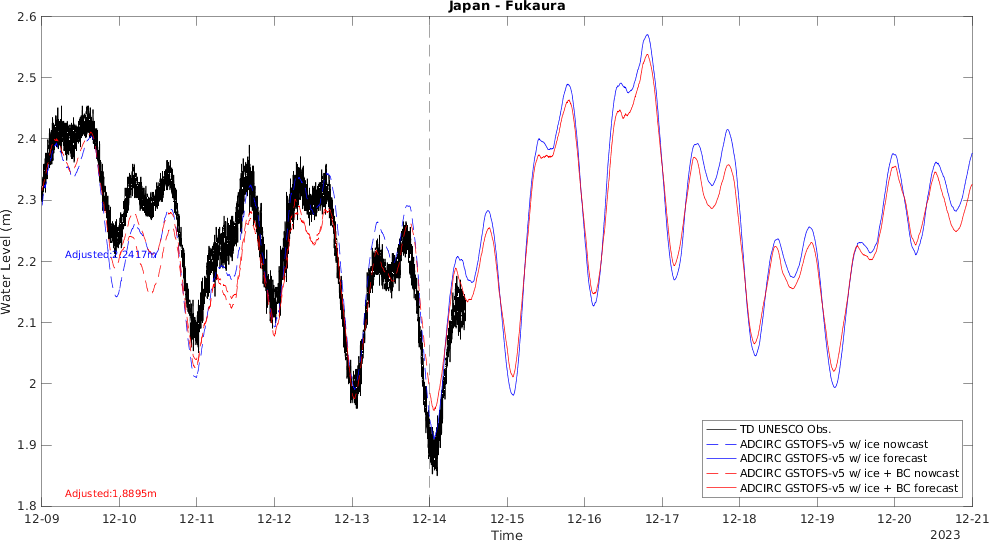 Japan - Fukaura
2.6
2.5
2.4
2.3
2.2
2.1
2
1.9
1.8
Water Level (m)
Adjusted:2.2417m
Adjusted:1.8895m
TD UNESCO Obs.
ADCIRC GSTOFS-v5 w/ ice nowcast
ADCIRC GSTOFS-v5 w/ ice forecast
ADCIRC GSTOFS-v5 w/ ice + BC nowcast
ADCIRC GSTOFS-v5 w/ ice + BC forecast
12-09 12-10 12-11 12-12 12-13 12-14 12-15 12-16 12-17 12-18 12-19 12-20 12-21
Time
2023